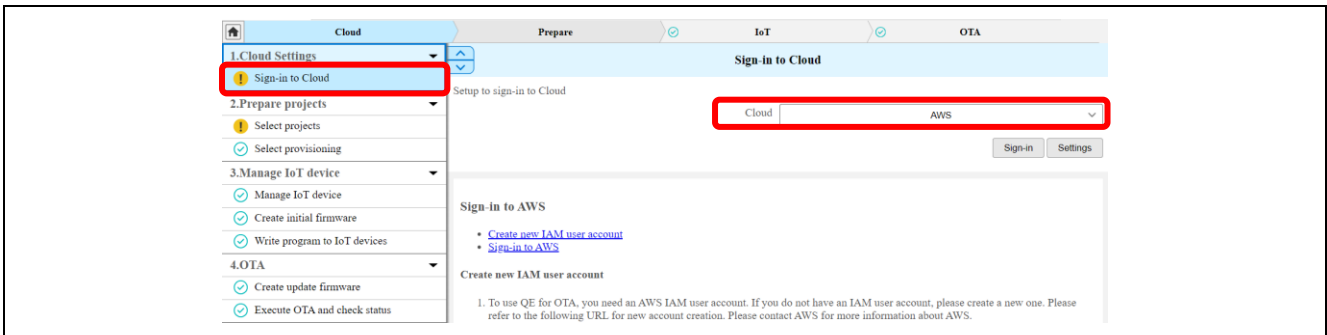 Cloud
Prepare
IoT
OTA
1.Cloud Settings
Sign-in to Cloud
2.Prepare projects
Select projects
Select provisioning
3.Manage IoT device
Manage IoT device
Create initial firmware
Write program to IoT devices
4.OTA
Create update firmware
Execute OTA and check status
Sign-in to Cloud
Setup to sign-in to Cloud
Cloud AWS
Sign-in Settings
Sign-in to AWS
• Create new IAM user account
• Sign-in to AWS
Create new IAM user account
1. To use QE for OTA, you need an AWS IAM user account. If you do not have an IAM user account, please create a new one. Please
refer to the following URL for new account creation. Please contact AWS for more information about AWS.